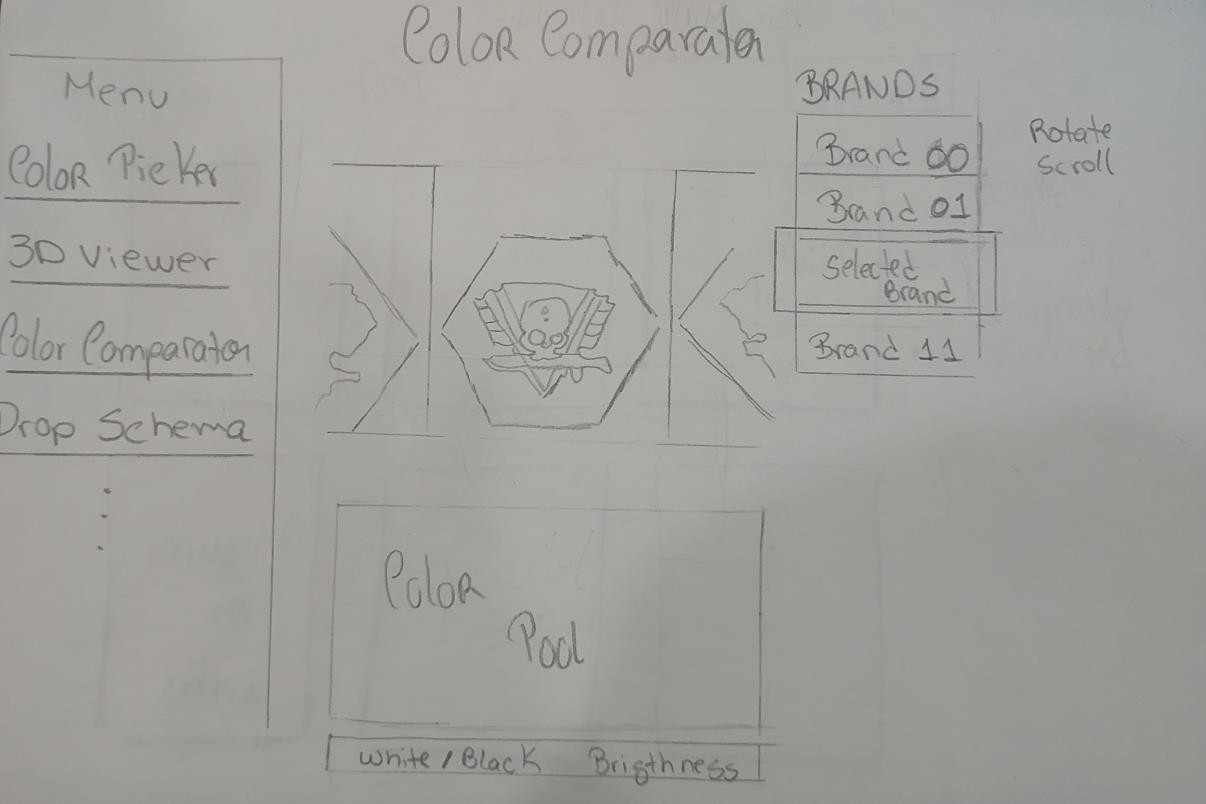 Color Comparator
Menu
Color Picker
3D Viewer
Color Comparator
Drop Schema
BRANDS
Brand 00
Brand 01
Selected
Brand
Brand 11
Rotate
Scroll
Color
Pool
White / Black Brigthness